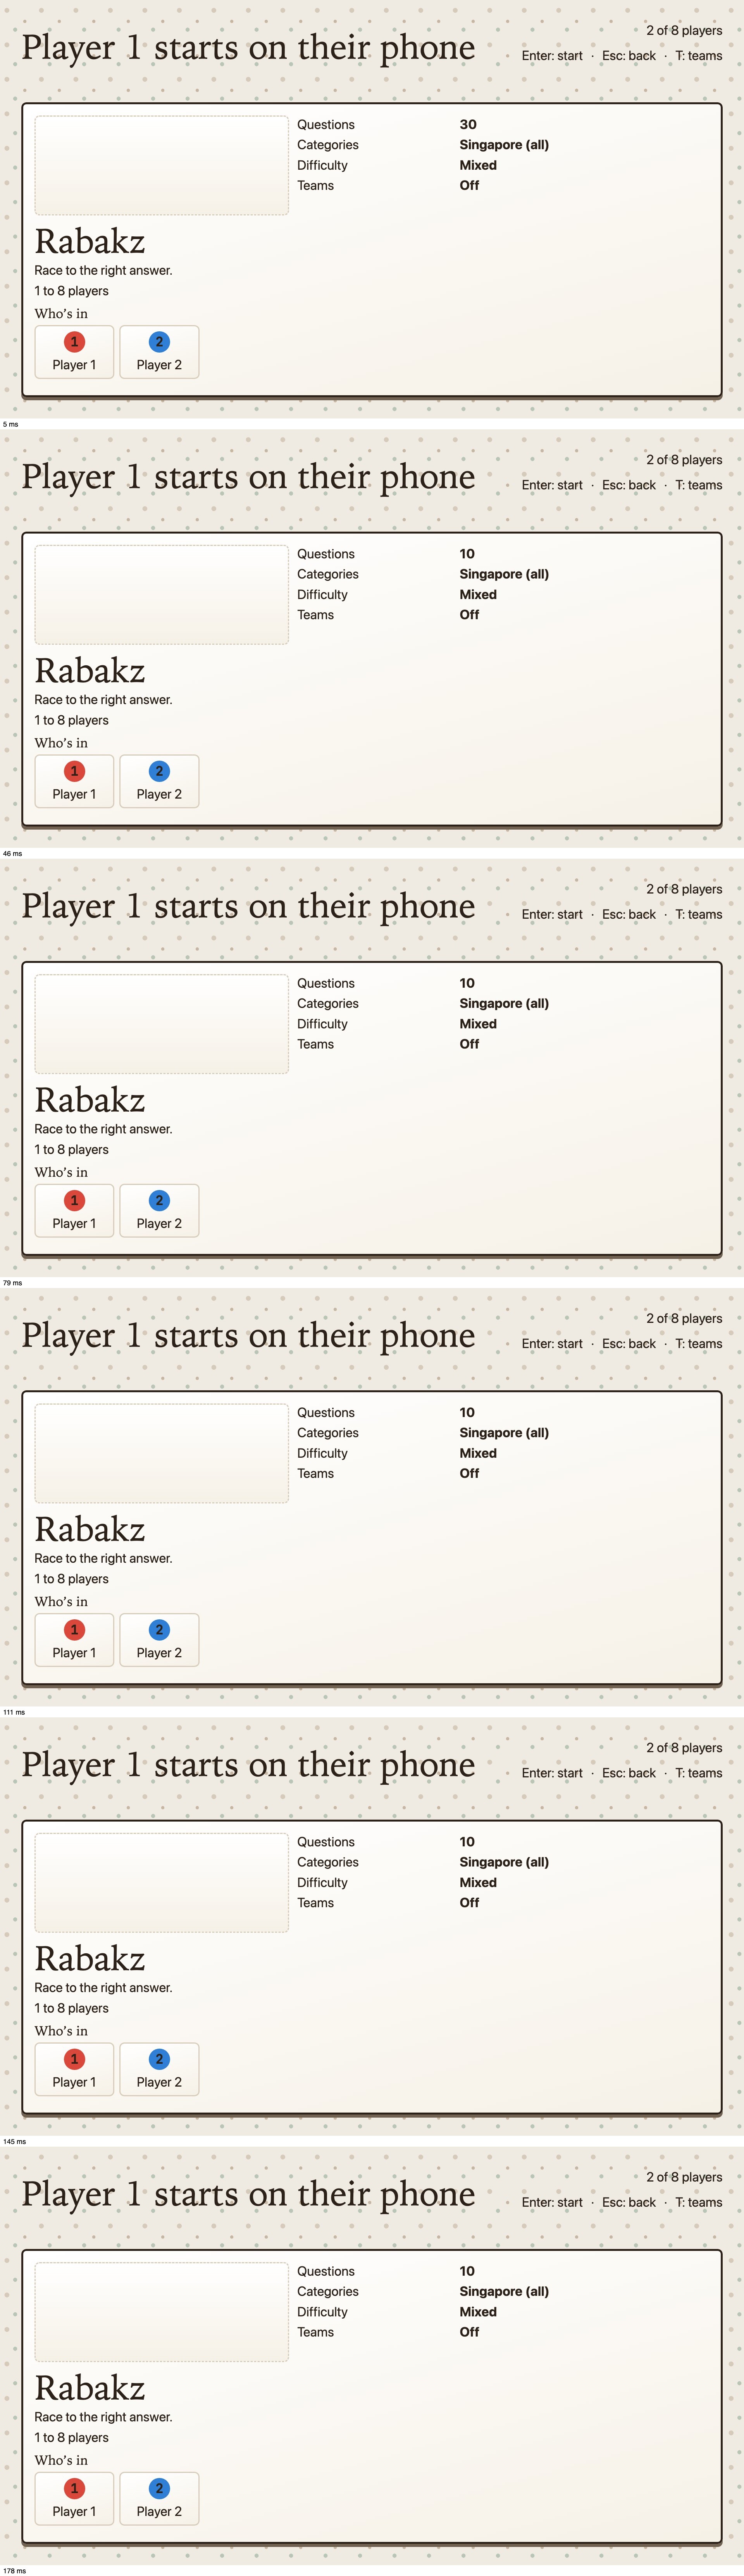 Player 1 starts on their phone
2 of 8 players
Enter: start · Esc: back · T: teams
Questions 30
Categories Singapore (all)
Difficulty Mixed
Teams Off
Rabakz
Race to the right answer.
1 to 8 players
Who's in
1 2
Player 1 Player 2
5 ms
Player 1 starts on their phone
2 of 8 players
Enter: start · Esc: back · T: teams
Questions 10
Categories Singapore (all)
Difficulty Mixed
Teams Off
Rabakz
Race to the right answer.
1 to 8 players
Who's in
1 2
Player 1 Player 2
46 ms
Player 1 starts on their phone
2 of 8 players
Enter: start · Esc: back · T: teams
Questions 10
Categories Singapore (all)
Difficulty Mixed
Teams Off
Rabakz
Race to the right answer.
1 to 8 players
Who's in
1 2
Player 1 Player 2
79 ms
Player 1 starts on their phone
2 of 8 players
Enter: start · Esc: back · T: teams
Questions 10
Categories Singapore (all)
Difficulty Mixed
Teams Off
Rabakz
Race to the right answer.
1 to 8 players
Who's in
1 2
Player 1 Player 2
111 ms
Player 1 starts on their phone
2 of 8 players
Enter: start · Esc: back · T: teams
Questions 10
Categories Singapore (all)
Difficulty Mixed
Teams Off
Rabakz
Race to the right answer.
1 to 8 players
Who's in
1 2
Player 1 Player 2
145 ms
Player 1 starts on their phone
2 of 8 players
Enter: start · Esc: back · T: teams
Questions 10
Categories Singapore (all)
Difficulty Mixed
Teams Off
Rabakz
Race to the right answer.
1 to 8 players
Who's in
1 2
Player 1 Player 2
178 ms